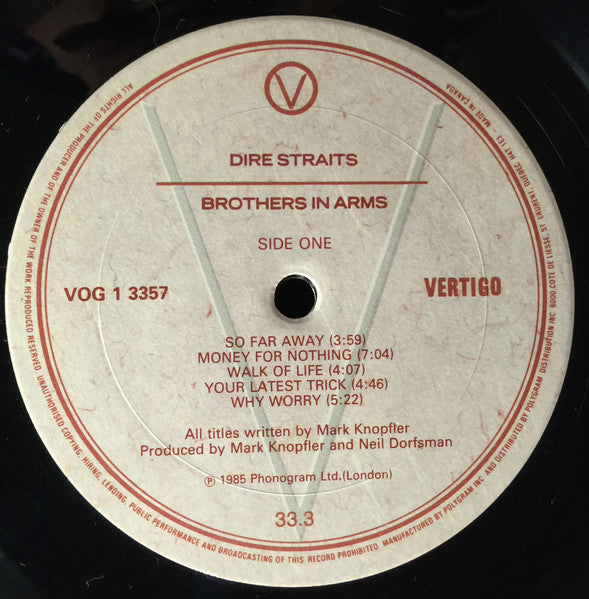 V
DIRE STRAITS
BROTHERS IN ARMS
SIDE ONE
VOG 1 3357
VERTIGO
SO FAR AWAY (3:59)
MONEY FOR NOTHING (7:04)
WALK OF LIFE (4:07)
YOUR LATEST TRICK (4:46)
WHY WORRY (5:22)
All titles written by Mark Knopfler
Produced by Mark Knopfler and Neil Dorfsman
℗ 1985 Phonogram Ltd.(London)
33.3
ALL RIGHTS OF THE PRODUCER AND OF THE OWNER OF THE WORK REPRODUCED RESERVED. UNAUTHORISED COPYING, HIRING, LENDING, PUBLIC PERFORMANCE AND BROADCASTING OF THIS RECORD PROHIBITED. MANUFACTURED BY POLYGRAM INC AND DISTRIBUTED BY POLYGRAM DISTRIBUTION INC 6000 COTE DE LIESSE, ST LAURENT QUEBEC H4T 1E3 - MADE IN CANADA